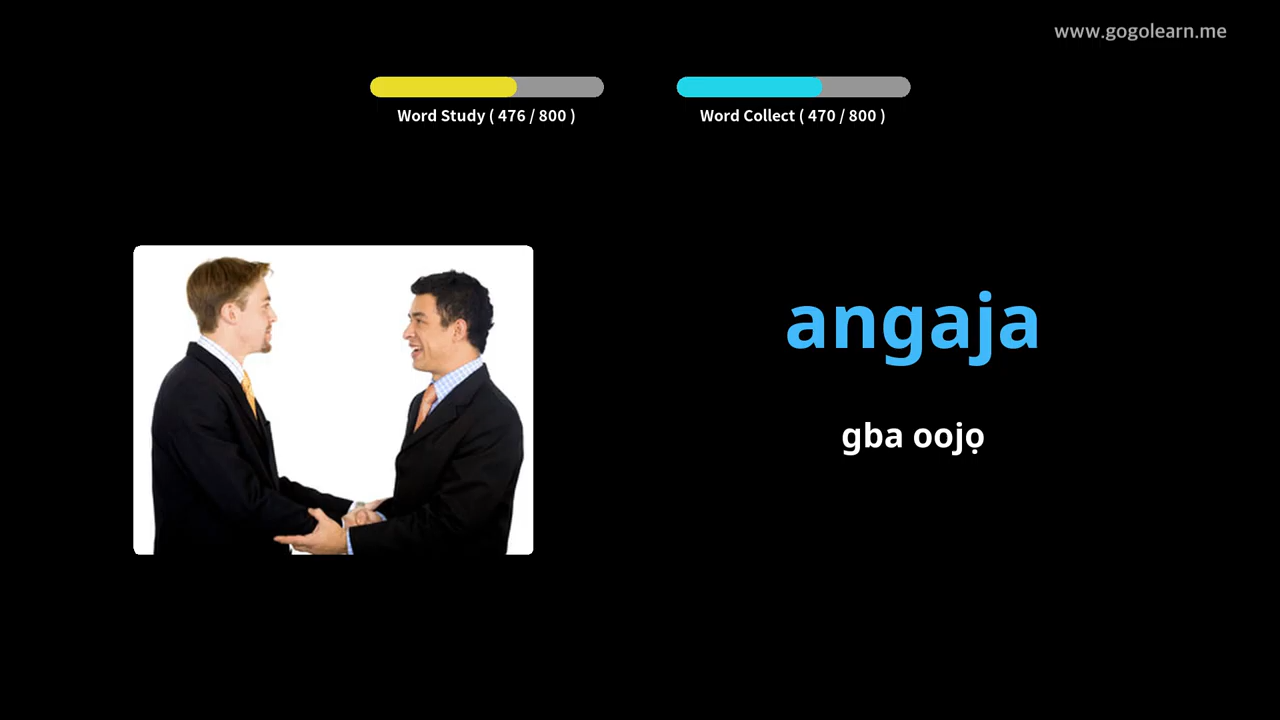 www.gogolearn.me
Word Study ( 476 / 800 )
Word Collect ( 470 / 800 )
angaja
gba oojọ